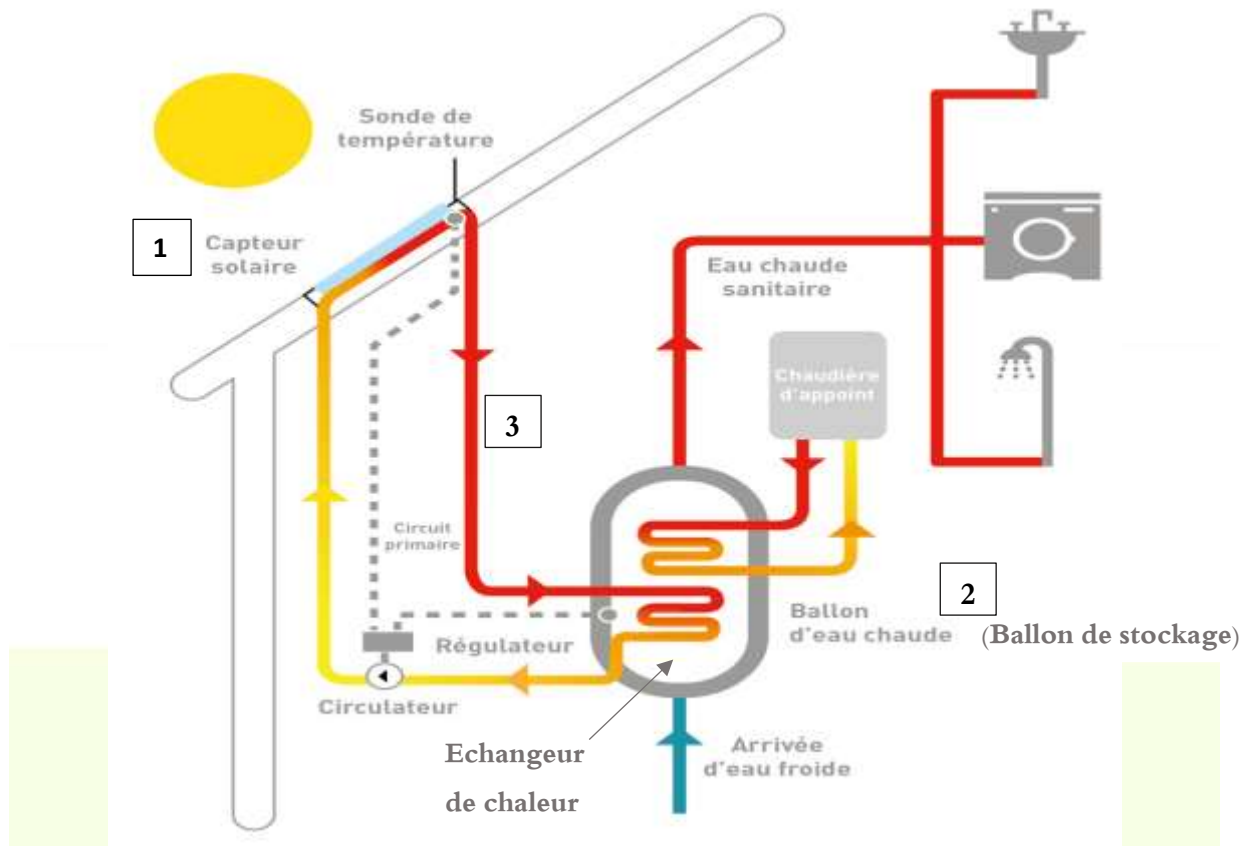 Sonde de
température
1
Capteur
solaire
Eau chaude
sanitaire
Chaudière
d'appoint
3
Circuit
primaire
2
Ballon
d'eau chaude
(Ballon de stockage)
Régulateur
Circulateur
Echangeur
de chaleur
Arrivée
d'eau froide